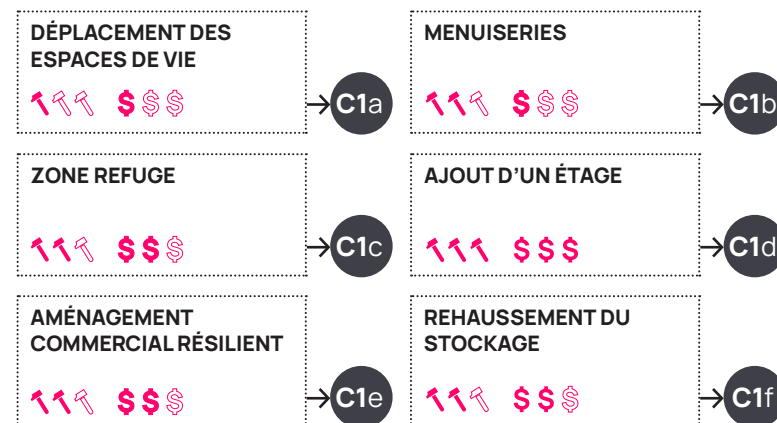 DÉPLACEMENT DES
ESPACES DE VIE
$$$
C1a
MENUISERIES
$$$
C1b
ZONE REFUGE
$$$
C1c
AJOUT D'UN ÉTAGE
$$$
C1d
AMÉNAGEMENT
COMMERCIAL RÉSILIENT
$$$
C1e
REHAUSSEMENT DU
STOCKAGE
$$$
C1f